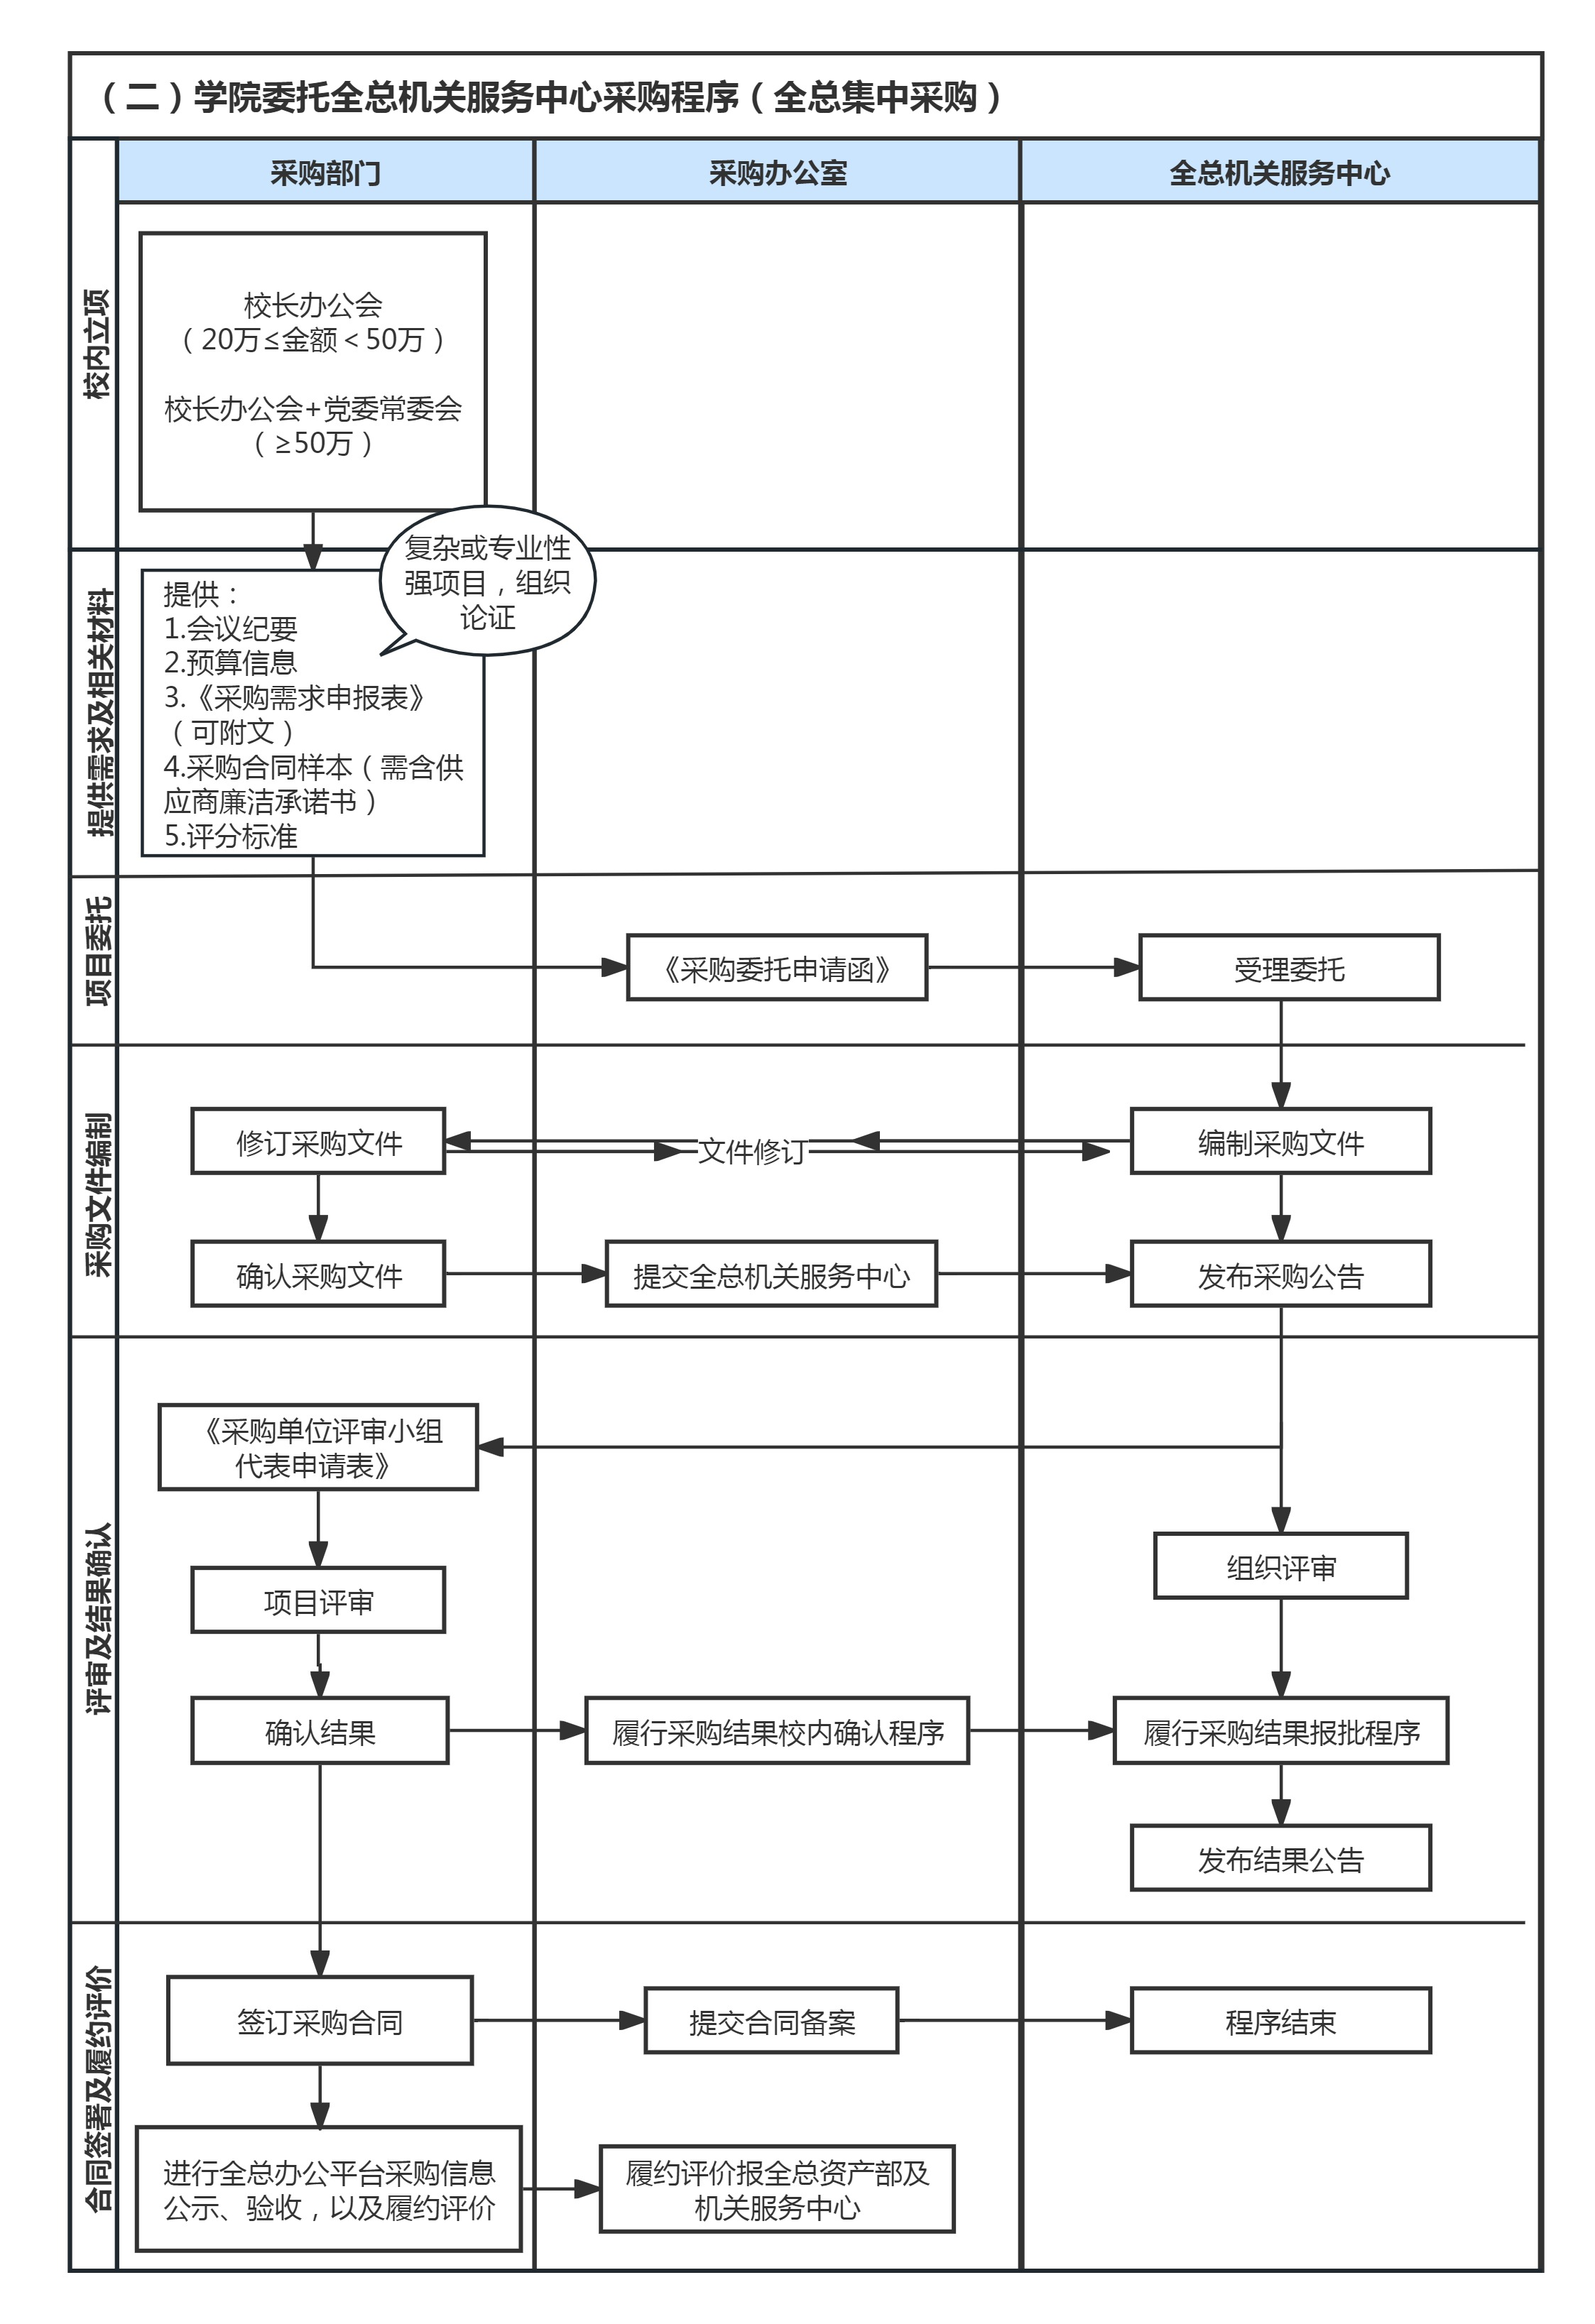 （二）学院委托全总机关服务中心采购程序（全总集中采购）
采购部门
采购办公室
全总机关服务中心
校内立项
校长办公会
（20万≤金额＜50万）
校长办公会+党委常委会
（≥50万）
提供需求及相关材料
复杂或专业性
强项目，组织
论证
提供：
1.会议纪要
2.预算信息
3.《采购需求申报表》
（可附文）
4.采购合同样本（需含供
应商廉洁承诺书）
5.评分标准
项目委托
《采购委托申请函》
受理委托
采购文件编制
修订采购文件
文件修订
编制采购文件
确认采购文件
提交全总机关服务中心
发布采购公告
评审及结果确认
《采购单位评审小组
代表申请表》
组织评审
项目评审
确认结果
履行采购结果校内确认程序
履行采购结果报批程序
发布结果公告
合同签署及履约评价
签订采购合同
提交合同备案
程序结束
进行全总办公平台采购信息
公示、验收，以及履约评价
履约评价报全总资产部及
机关服务中心